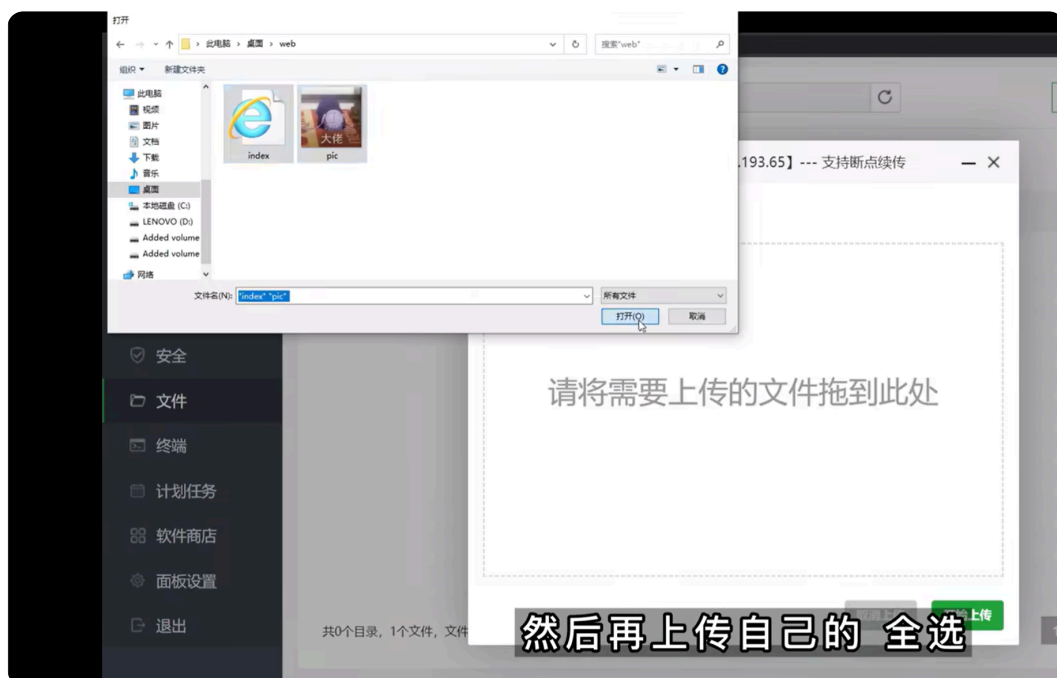 打开
此电脑 › 桌面 › web
搜索"web"
组织
新建文件夹
此电脑
视频
图片
文档
下载
音乐
桌面
本地磁盘 (C:)
LENOVO (D:)
Added volume
Added volume
网络
index
大佬
pic
文件名(N):
"index" "pic"
所有文件
打开(O)
取消
.193.65】--- 支持断点续传
请将需要上传的文件拖到此处
安全
文件
终端
计划任务
软件商店
面板设置
退出
共0个目录，1个文件，文件
取消上传
开始上传
然后再上传自己的 全选